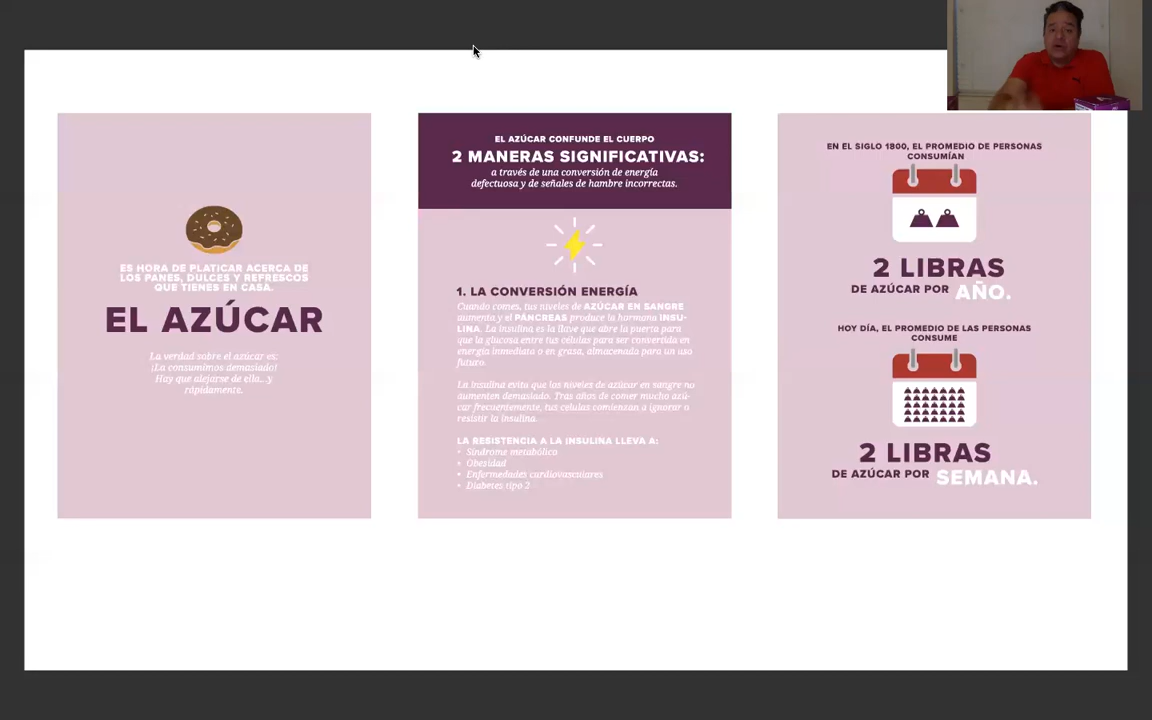 ES HORA DE PLATICAR ACERCA DE
LOS PANES, DULCES Y REFRESCOS
QUE TIENES EN CASA.
EL AZÚCAR
La verdad sobre el azúcar es:
¡La consumimos demasiado!
Hay que alejarse de ella...y
rápidamente.
EL AZÚCAR CONFUNDE EL CUERPO
2 MANERAS SIGNIFICATIVAS:
a través de una conversión de energía
defectuosa y de señales de hambre incorrectas.
1. LA CONVERSIÓN ENERGÍA
Cuando comes, tus niveles de AZÚCAR EN SANGRE
aumenta y el PÁNCREAS produce la hormona INSU-
LINA. La insulina es la llave que abre la puerta para
que la glucosa entre tus células para ser convertida en
energía inmediata o en grasa, almacenada para un uso
futuro.
La insulina evita que los niveles de azúcar en sangre no
aumenten demasiado. Tras años de comer mucho azú-
car frecuentemente, tus células comienzan a ignorar o
resistir la insulina.
LA RESISTENCIA A LA INSULINA LLEVA A:
• Síndrome metabólico
• Obesidad
• Enfermedades cardiovasculares
• Diabetes tipo 2
EN EL SIGLO 1800, EL PROMEDIO DE PERSONAS
CONSUMÍAN
2 LIBRAS
DE AZÚCAR POR AÑO.
HOY DÍA, EL PROMEDIO DE LAS PERSONAS
CONSUME
2 LIBRAS
DE AZÚCAR POR SEMANA.